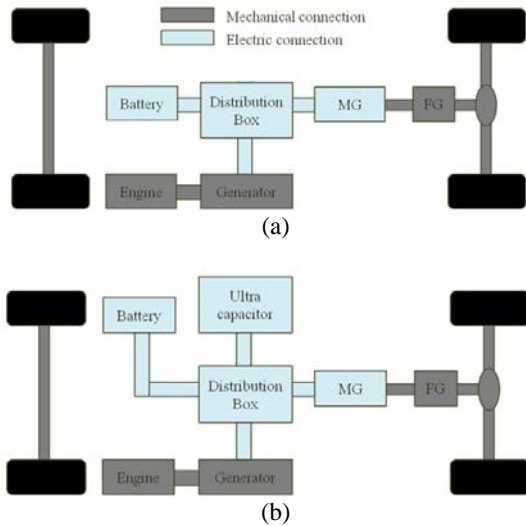 Mechanical connection
Electric connection
Battery
Distribution
Box
MG
FG
Engine
Generator
(a)
Battery
Ultra
capacitor
Distribution
Box
MG
FG
Engine
Generator
(b)